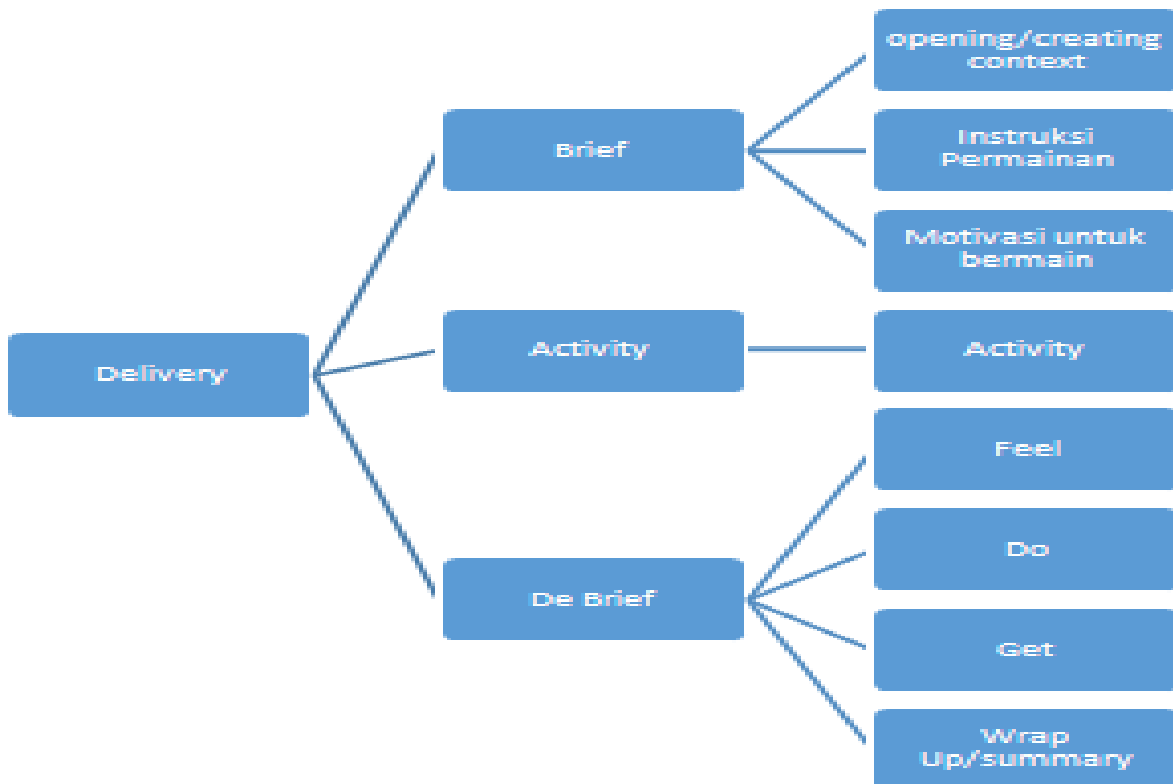 Delivery
Brief
opening/creating
context
Instruksi
Permainan
Motivasi untuk
bermain
Activity
Activity
De Brief
Feel
Do
Get
Wrap
Up/summary